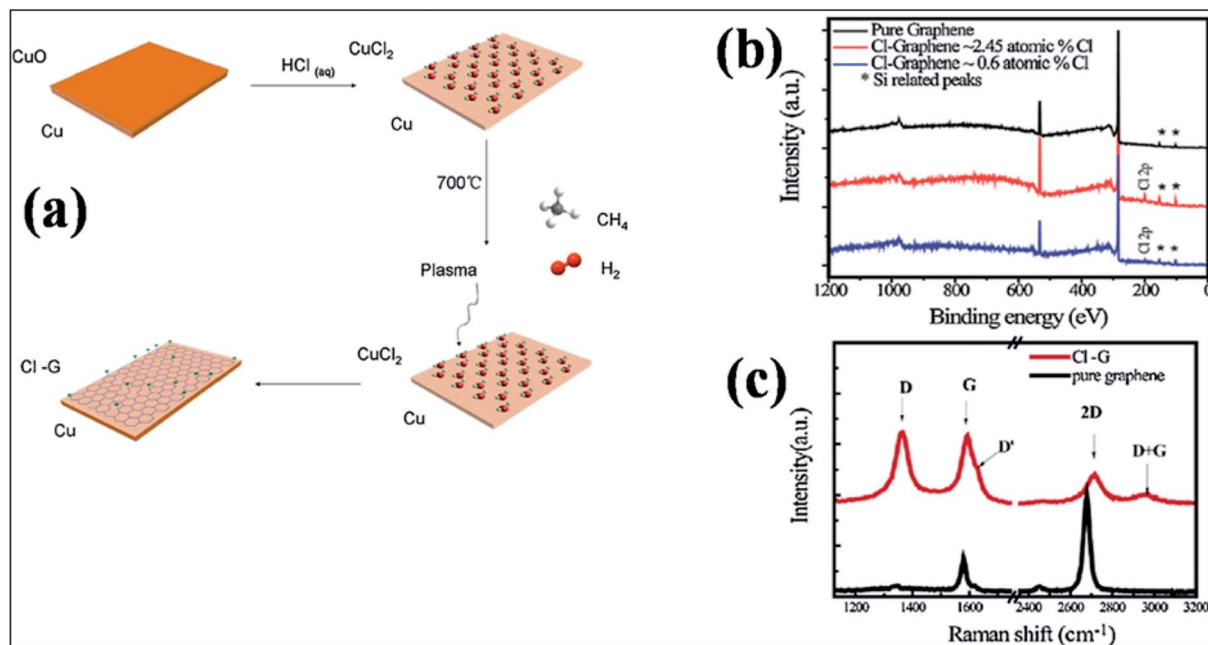 (a)
CuO
Cu
HCl (aq)
CuCl2
Cu
700℃
CH4
H2
Plasma
CuCl2
Cu
Cl -G
Cu
(b)
Pure Graphene
Cl-Graphene ~2.45 atomic % Cl
Cl-Graphene ~ 0.6 atomic % Cl
* Si related peaks
Intensity (a.u.)
* *
Cl 2p
* *
Cl 2p
* *
1200 1000 800 600 400 200 0
Binding energy (eV)
(c)
Cl -G
pure graphene
D
G
D'
2D
D+G
Intensity(a.u.)
1200 1400 1600 2400 2600 2800 3000 3200
Raman shift (cm-1)